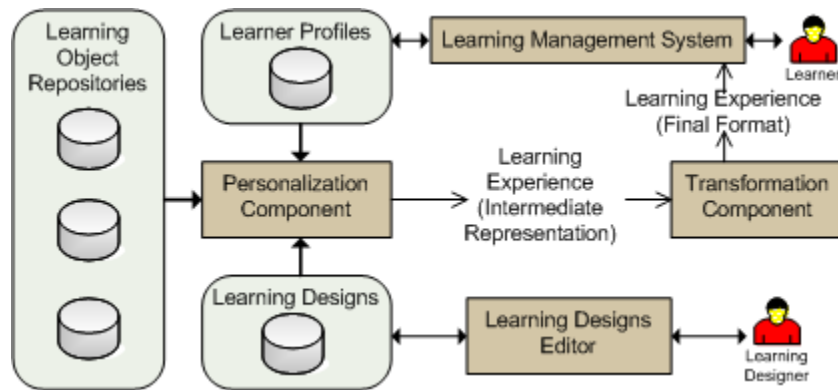 Learning
Object
Repositories
Learner Profiles
Learning Management System
Learner
Learning Experience
(Final Format)
Personalization
Component
Learning
Experience
(Intermediate
Representation)
Transformation
Component
Learning Designs
Learning Designs
Editor
Learning
Designer